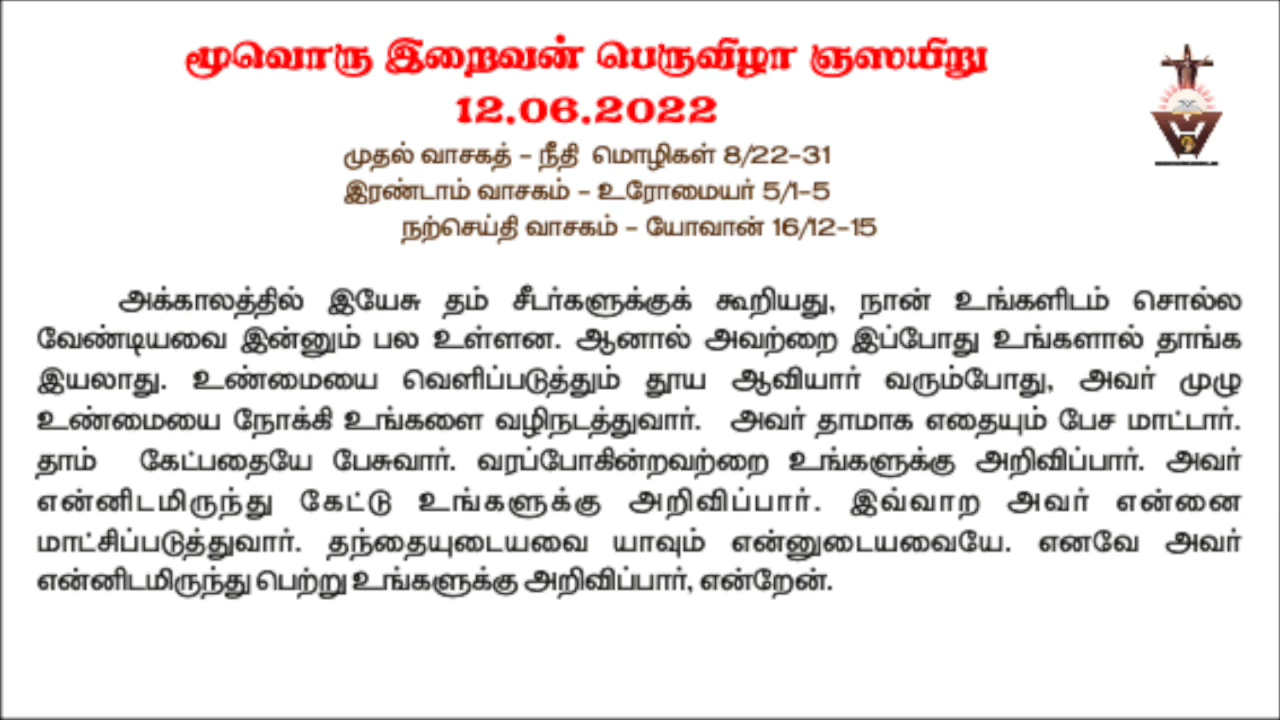 மூவொரு இறைவன் பெருவிழா ஞாயிறு
12.06.2022
முதல் வாசகத் - நீதி மொழிகள் 8/22-31
இரண்டாம் வாசகம் - உரோமையர் 5/1-5
நற்செய்தி வாசகம் - யோவான் 16/12-15
அக்காலத்தில் இயேசு தம் சீடர்களுக்குக் கூறியது, நான் உங்களிடம் சொல்ல
வேண்டியவை இன்னும் பல உள்ளன. ஆனால் அவற்றை இப்போது உங்களால் தாங்க
இயலாது. உண்மையை வெளிப்படுத்தும் தூய ஆவியார் வரும்போது, அவர் முழு
உண்மையை நோக்கி உங்களை வழிநடத்துவார். அவர் தாமாக எதையும் பேச மாட்டார்.
தாம் கேட்பதையே பேசுவார். வரப்போகின்றவற்றை உங்களுக்கு அறிவிப்பார். அவர்
என்னிடமிருந்து கேட்டு உங்களுக்கு அறிவிப்பார். இவ்வாற அவர் என்னை
மாட்சிப்படுத்துவார். தந்தையுடையவை யாவும் என்னுடையவையே. எனவே அவர்
என்னிடமிருந்து பெற்று உங்களுக்கு அறிவிப்பார், என்றேன்.